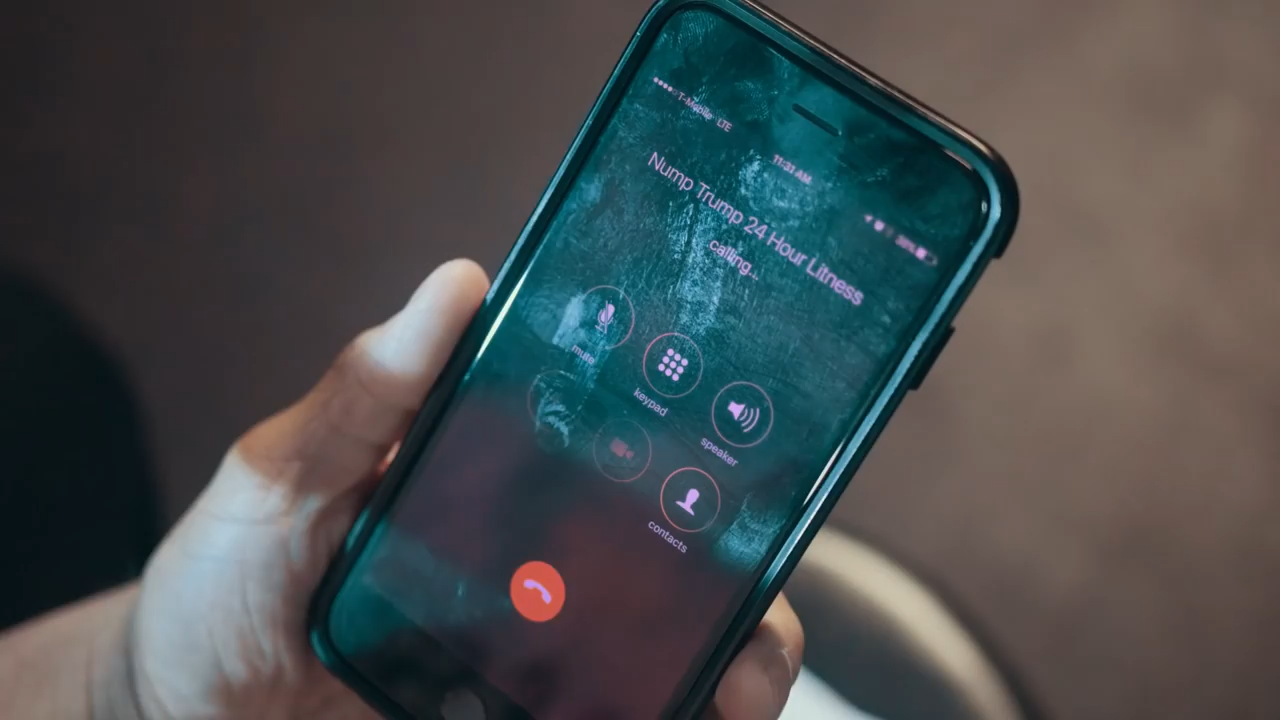 T-Mobile LTE
11:31 AM
Nump Trump 24 Hour Litness
calling...
mute
keypad
speaker
contacts